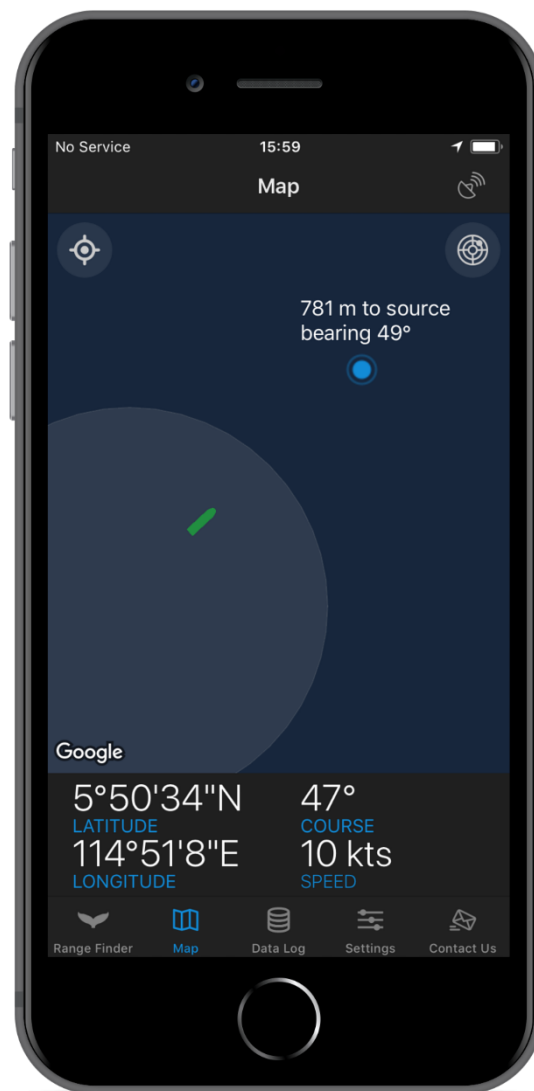 No Service 15:59
Map
781 m to source
bearing 49°
Google
5°50'34"N 47°
LATITUDE COURSE
114°51'8"E 10 kts
LONGITUDE SPEED
Range Finder Map Data Log Settings Contact Us